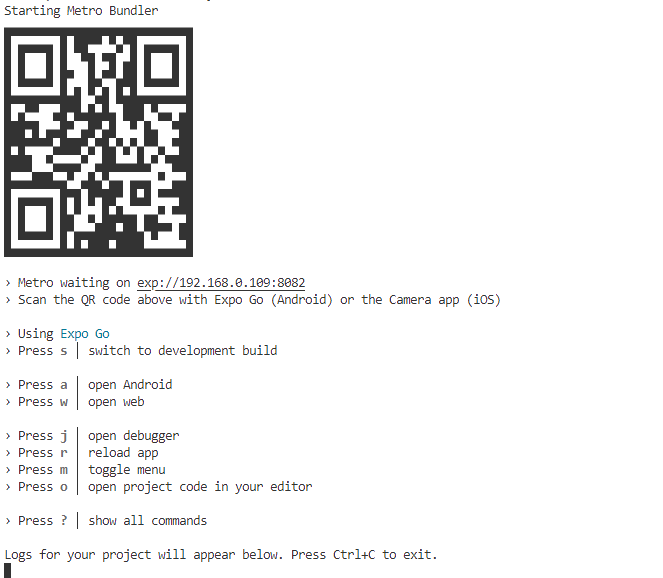 Starting Metro Bundler
› Metro waiting on exp://192.168.0.109:8082
› Scan the QR code above with Expo Go (Android) or the Camera app (iOS)
› Using Expo Go
› Press s │ switch to development build
› Press a │ open Android
› Press w │ open web
› Press j │ open debugger
› Press r │ reload app
› Press m │ toggle menu
› Press o │ open project code in your editor
› Press ? │ show all commands
Logs for your project will appear below. Press Ctrl+C to exit.